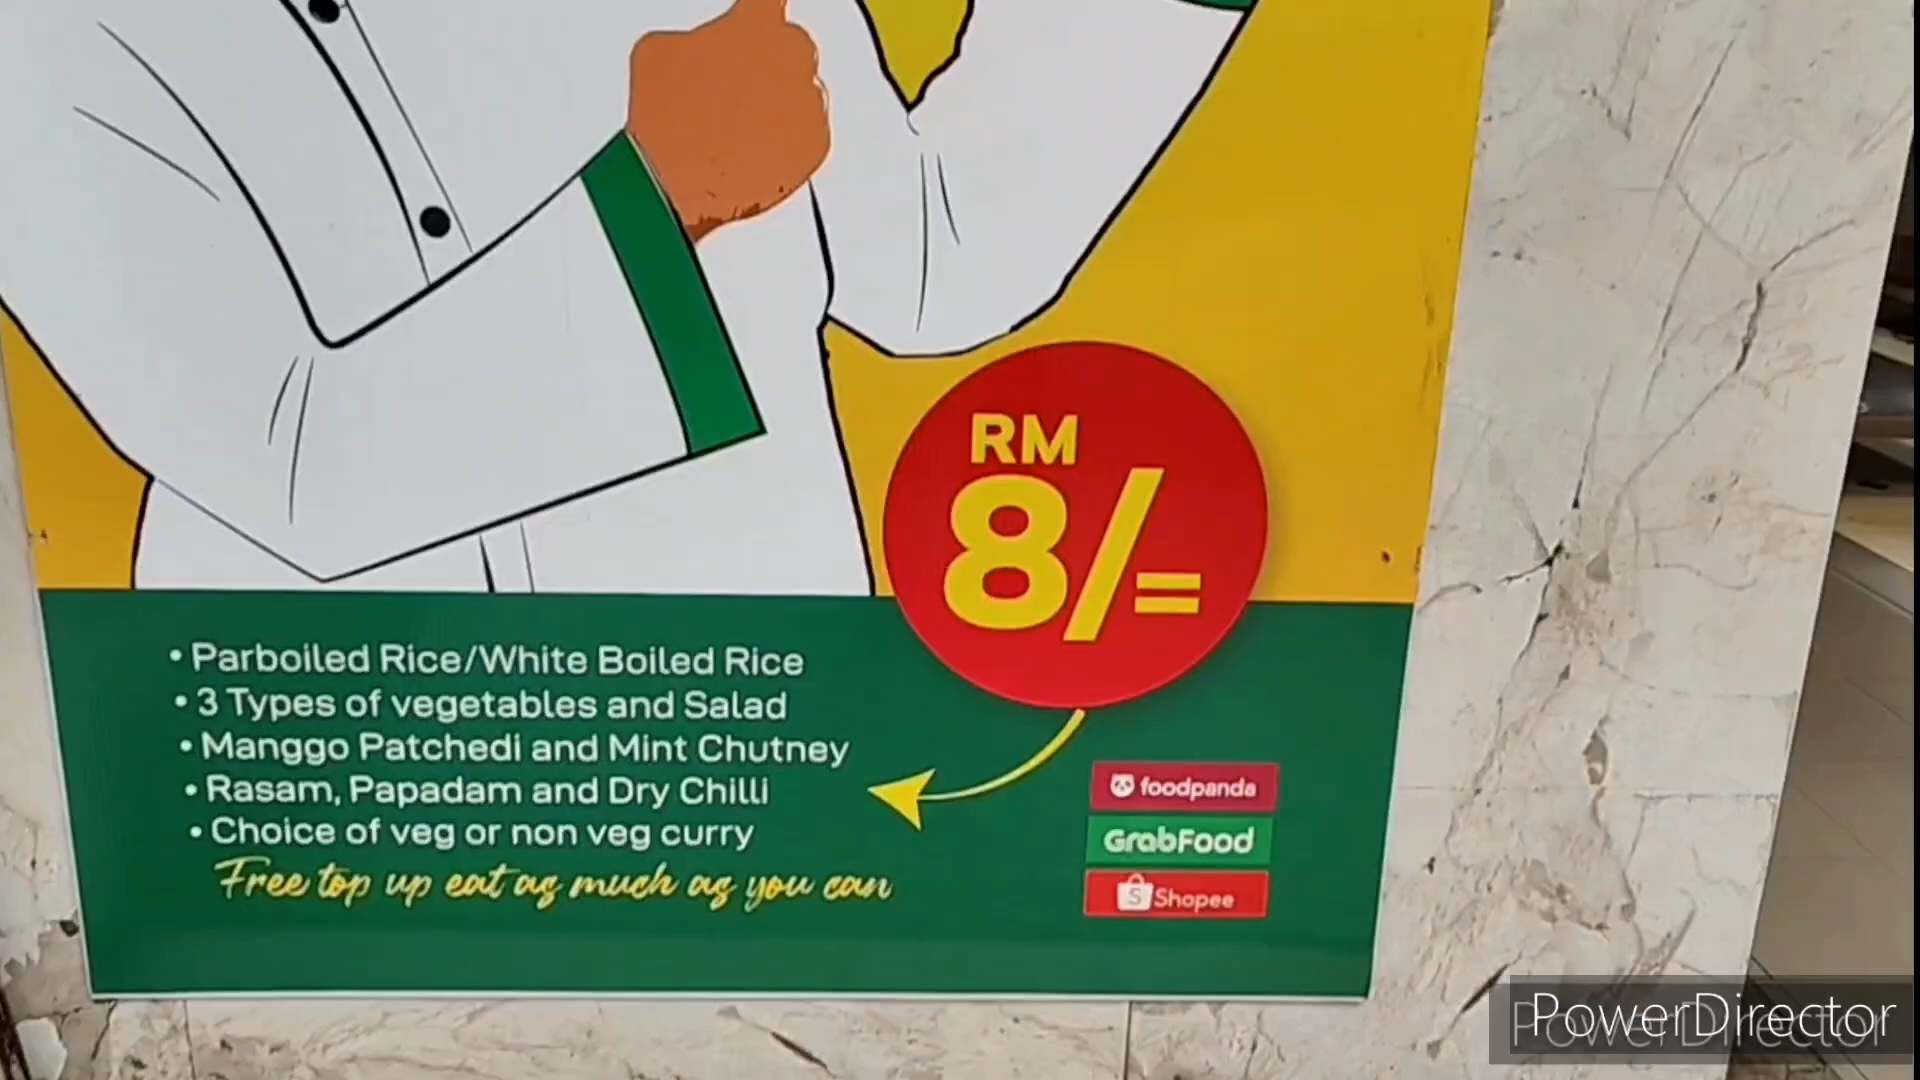 RM
8/=
• Parboiled Rice/White Boiled Rice
• 3 Types of vegetables and Salad
• Manggo Patchedi and Mint Chutney
• Rasam, Papadam and Dry Chilli
• Choice of veg or non veg curry
Free top up eat as much as you can
foodpanda
GrabFood
S Shopee
PowerDirector